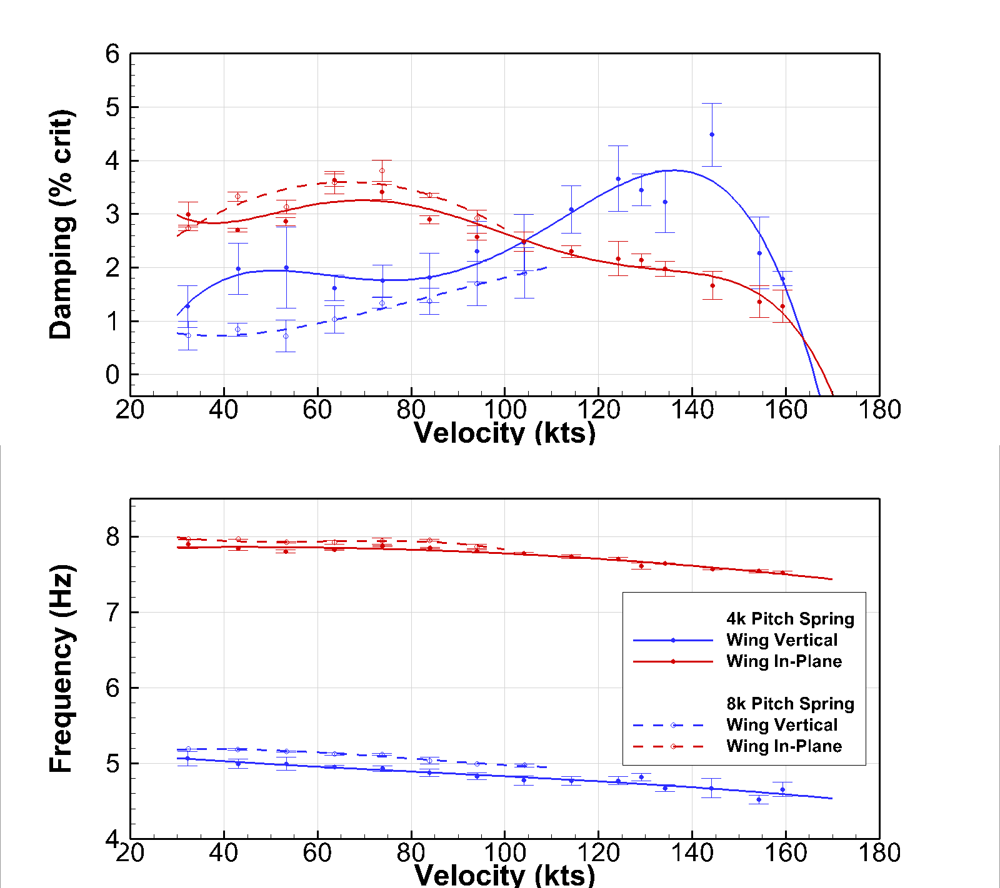 6
5
4
3
2
1
0
Damping (% crit)
20 40 60 80 100 120 140 160 180
Velocity (kts)
8
7
6
5
4
Frequency (Hz)
4k Pitch Spring
Wing Vertical
Wing In-Plane
8k Pitch Spring
Wing Vertical
Wing In-Plane
20 40 60 80 100 120 140 160 180
Velocity (kts)